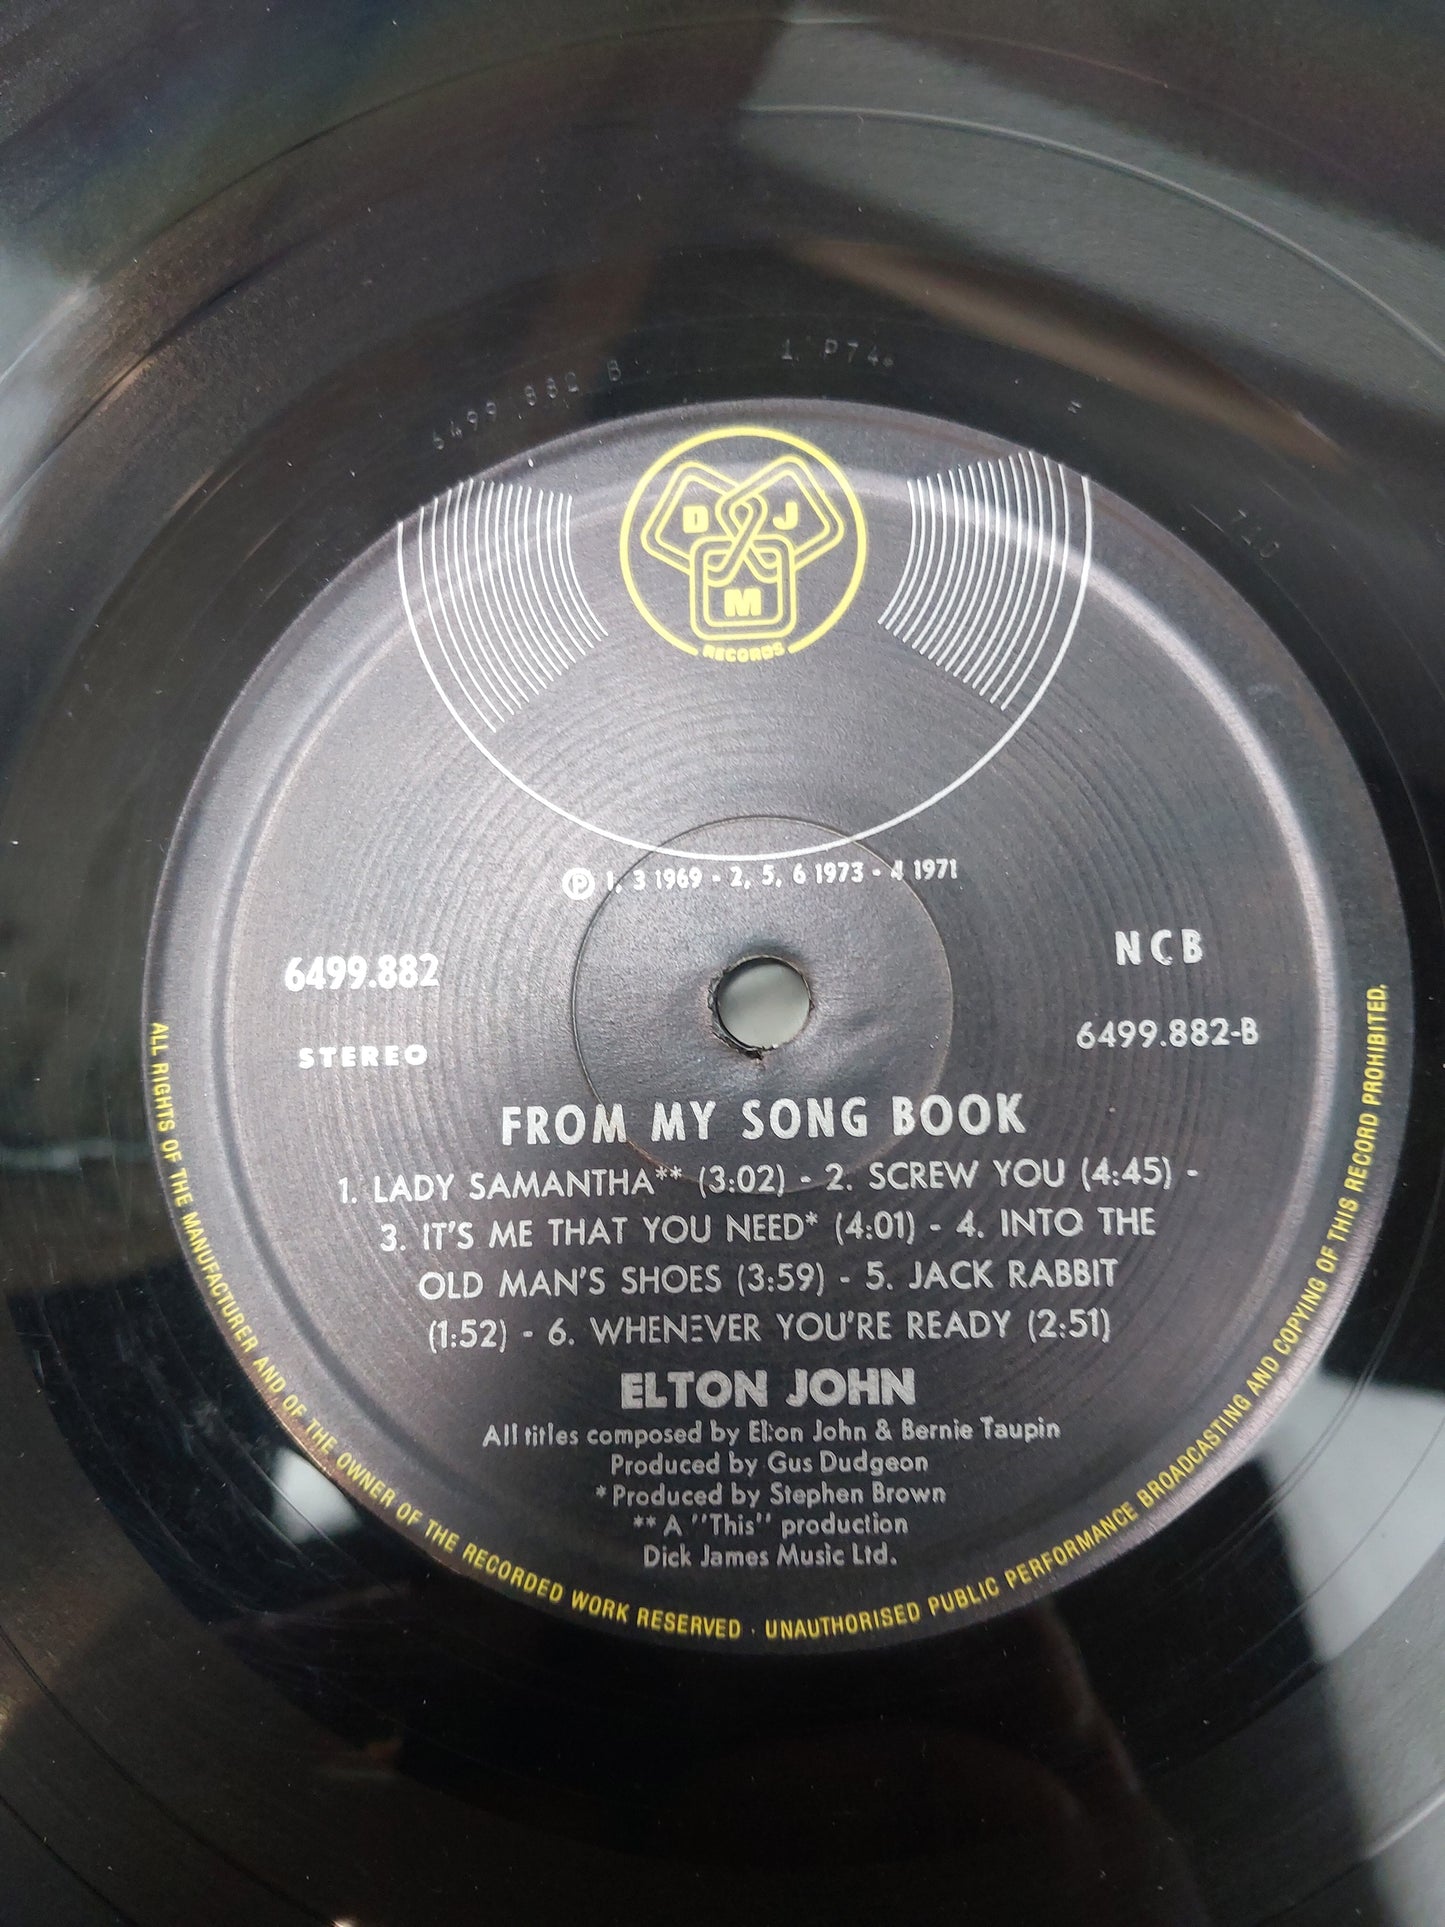 6499 882 B 1 P74
710
D J
M
RECORDS
Ⓟ 1, 3 1969 - 2, 5, 6 1973 - 4 1971
6499.882
STEREO
NCB
6499.882-B
FROM MY SONG BOOK
1. LADY SAMANTHA** (3:02) - 2. SCREW YOU (4:45) -
3. IT'S ME THAT YOU NEED* (4:01) - 4. INTO THE
OLD MAN'S SHOES (3:59) - 5. JACK RABBIT
(1:52) - 6. WHENEVER YOU'RE READY (2:51)
ELTON JOHN
All titles composed by Elton John & Bernie Taupin
Produced by Gus Dudgeon
*Produced by Stephen Brown
** A "This" production
Dick James Music Ltd.
ALL RIGHTS OF THE MANUFACTURER AND OF THE OWNER OF THE RECORDED WORK RESERVED · UNAUTHORISED PUBLIC PERFORMANCE BROADCASTING AND COPYING OF THIS RECORD PROHIBITED.